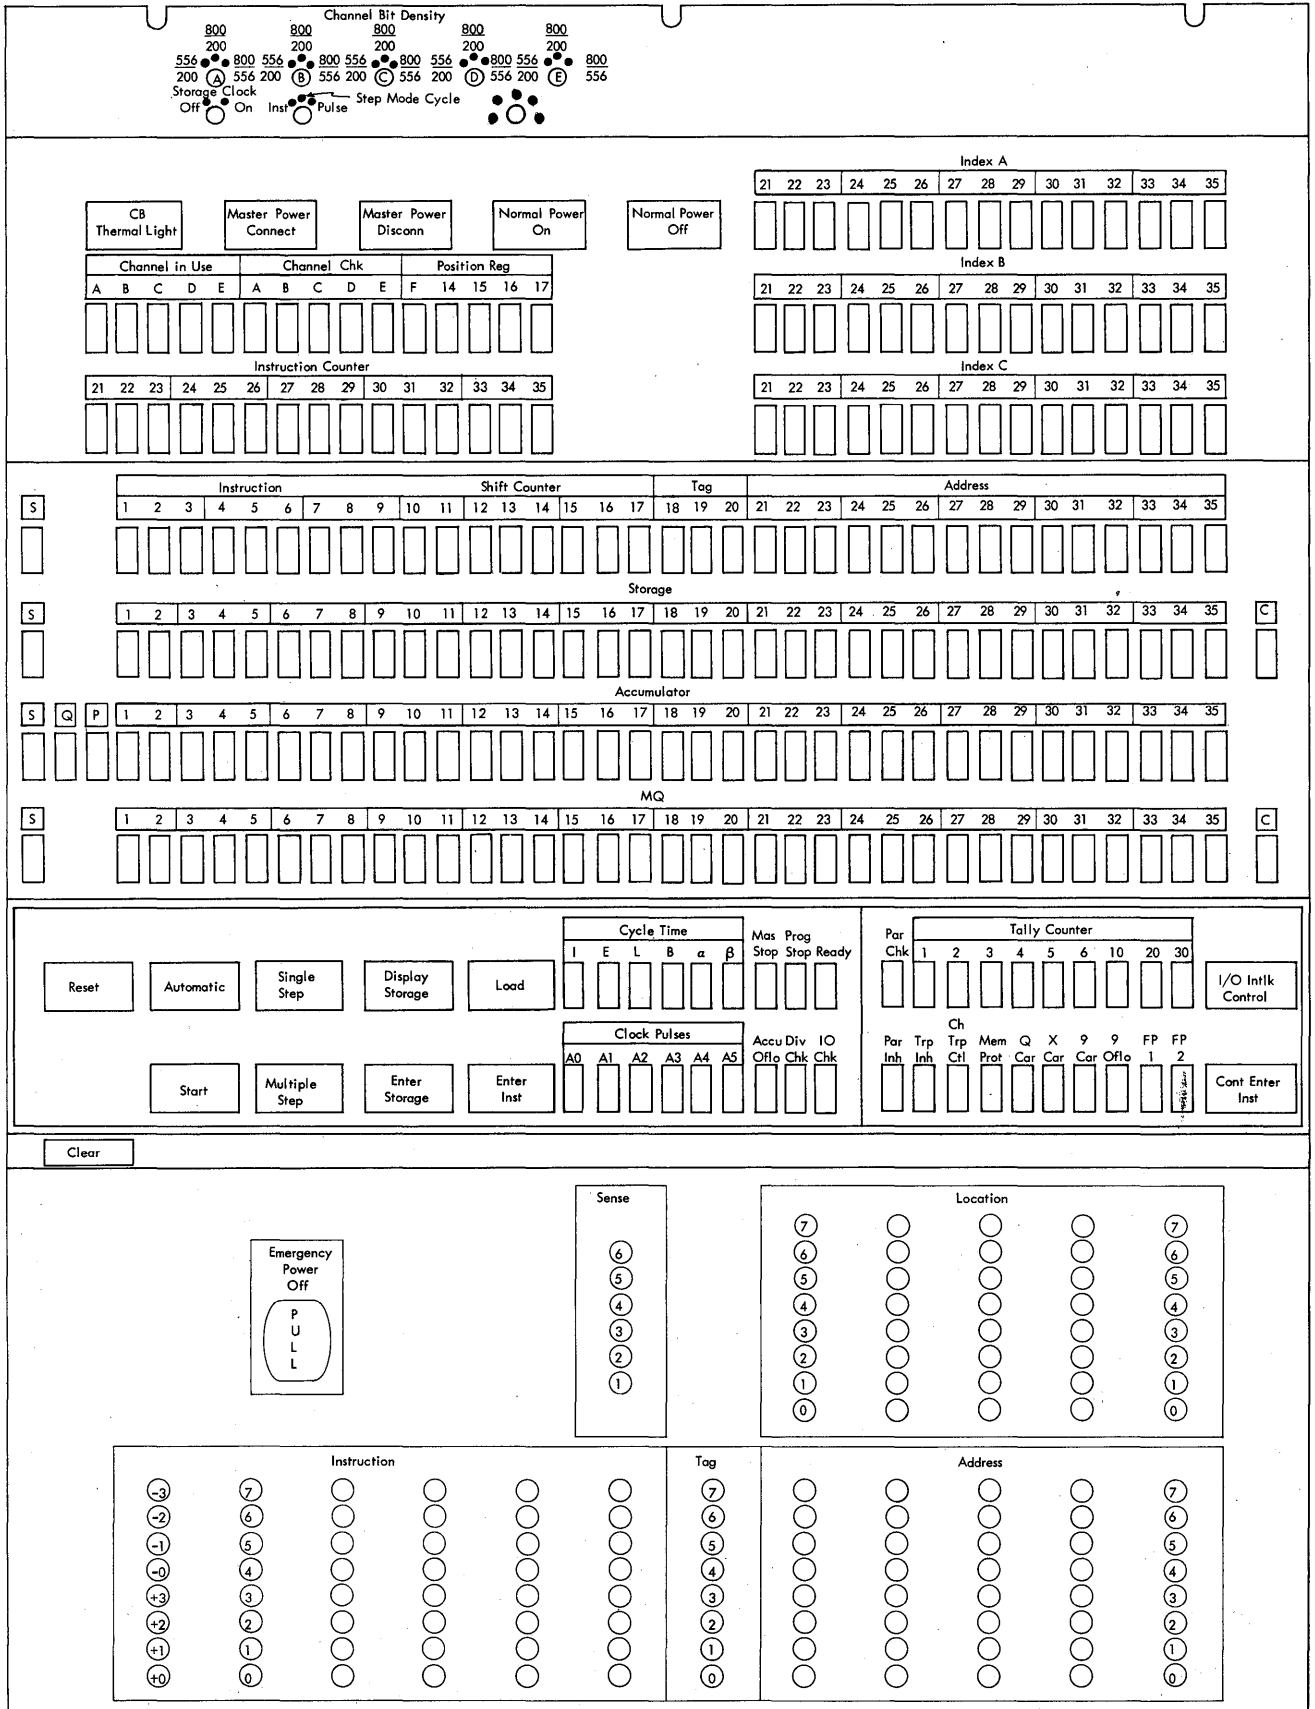 Channel Bit Density
800 800 800 800 800
200 200 200 200 200
556 800 556 800 556 800 556 800 556 800
200 A 556 200 B 556 200 C 556 200 D 556 200 E 556
Storage Clock
Off On Inst Pulse Step Mode Cycle
Index A
21 22 23 24 25 26 27 28 29 30 31 32 33 34 35
CB Thermal Light
Master Power Connect
Master Power Disconn
Normal Power On
Normal Power Off
Channel in Use Channel Chk Position Reg
A B C D E A B C D E F 14 15 16 17
Index B
21 22 23 24 25 26 27 28 29 30 31 32 33 34 35
Instruction Counter
21 22 23 24 25 26 27 28 29 30 31 32 33 34 35
Index C
21 22 23 24 25 26 27 28 29 30 31 32 33 34 35
Instruction Shift Counter Tag Address
S 1 2 3 4 5 6 7 8 9 10 11 12 13 14 15 16 17 18 19 20 21 22 23 24 25 26 27 28 29 30 31 32 33 34 35
Storage
S 1 2 3 4 5 6 7 8 9 10 11 12 13 14 15 16 17 18 19 20 21 22 23 24 25 26 27 28 29 30 31 32 33 34 35 C
Accumulator
S Q P 1 2 3 4 5 6 7 8 9 10 11 12 13 14 15 16 17 18 19 20 21 22 23 24 25 26 27 28 29 30 31 32 33 34 35
MQ
S 1 2 3 4 5 6 7 8 9 10 11 12 13 14 15 16 17 18 19 20 21 22 23 24 25 26 27 28 29 30 31 32 33 34 35 C
Reset
Automatic
Single Step
Display Storage
Load
Cycle Time
I E L B α β
Mas Stop
Prog Stop
Ready
Par Chk
Tally Counter
1 2 3 4 5 6 10 20 30
I/O Intlk Control
Start
Multiple Step
Enter Storage
Enter Inst
Clock Pulses
A0 A1 A2 A3 A4 A5
Accu Oflo
Div Chk
IO Chk
Par Inh
Trp Inh
Ch Trp Ctl
Mem Prot
Q Car
X Car
9 Car
9 Oflo
FP 1
FP 2
Cont Enter Inst
Clear
Emergency Power Off
PULL
Sense
6
5
4
3
2
1
Location
7 7
6 6
5 5
4 4
3 3
2 2
1 1
0 0
Instruction Tag Address
-3 7 7 7
-2 6 6 6
-1 5 5 5
-0 4 4 4
+3 3 3 3
+2 2 2 2
+1 1 1 1
+0 0 0 0